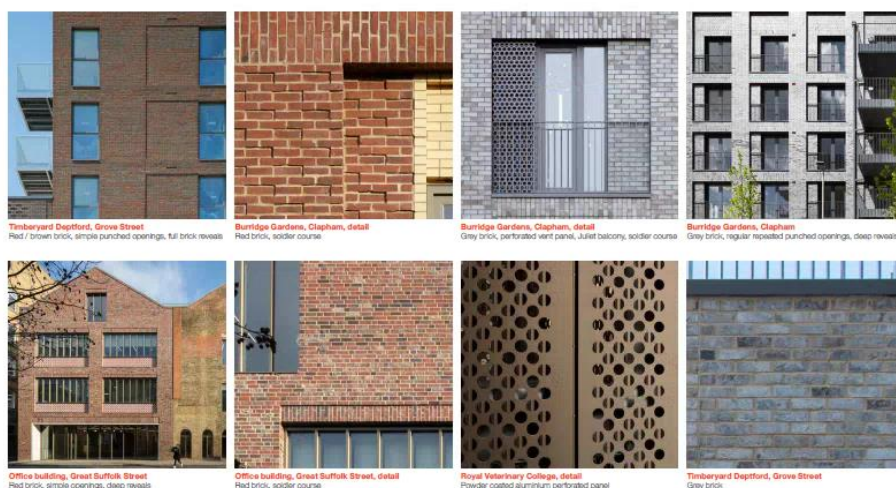 Timberyard Deptford, Grove Street
Red / brown brick, simple punched openings, full brick reveals
Burridge Gardens, Clapham, detail
Red brick, soldier course
Burridge Gardens, Clapham, detail
Grey brick, perforated vent panel, Juliet balcony, soldier course
Burridge Gardens, Clapham
Grey brick, regular repeated punched openings, deep reveals
Office building, Great Suffolk Street
Red brick, simple openings, deep reveals
Office building, Great Suffolk Street, detail
Red brick, soldier course
Royal Veterinary College, detail
Powder coated aluminium perforated panel
Timberyard Deptford, Grove Street
Grey brick